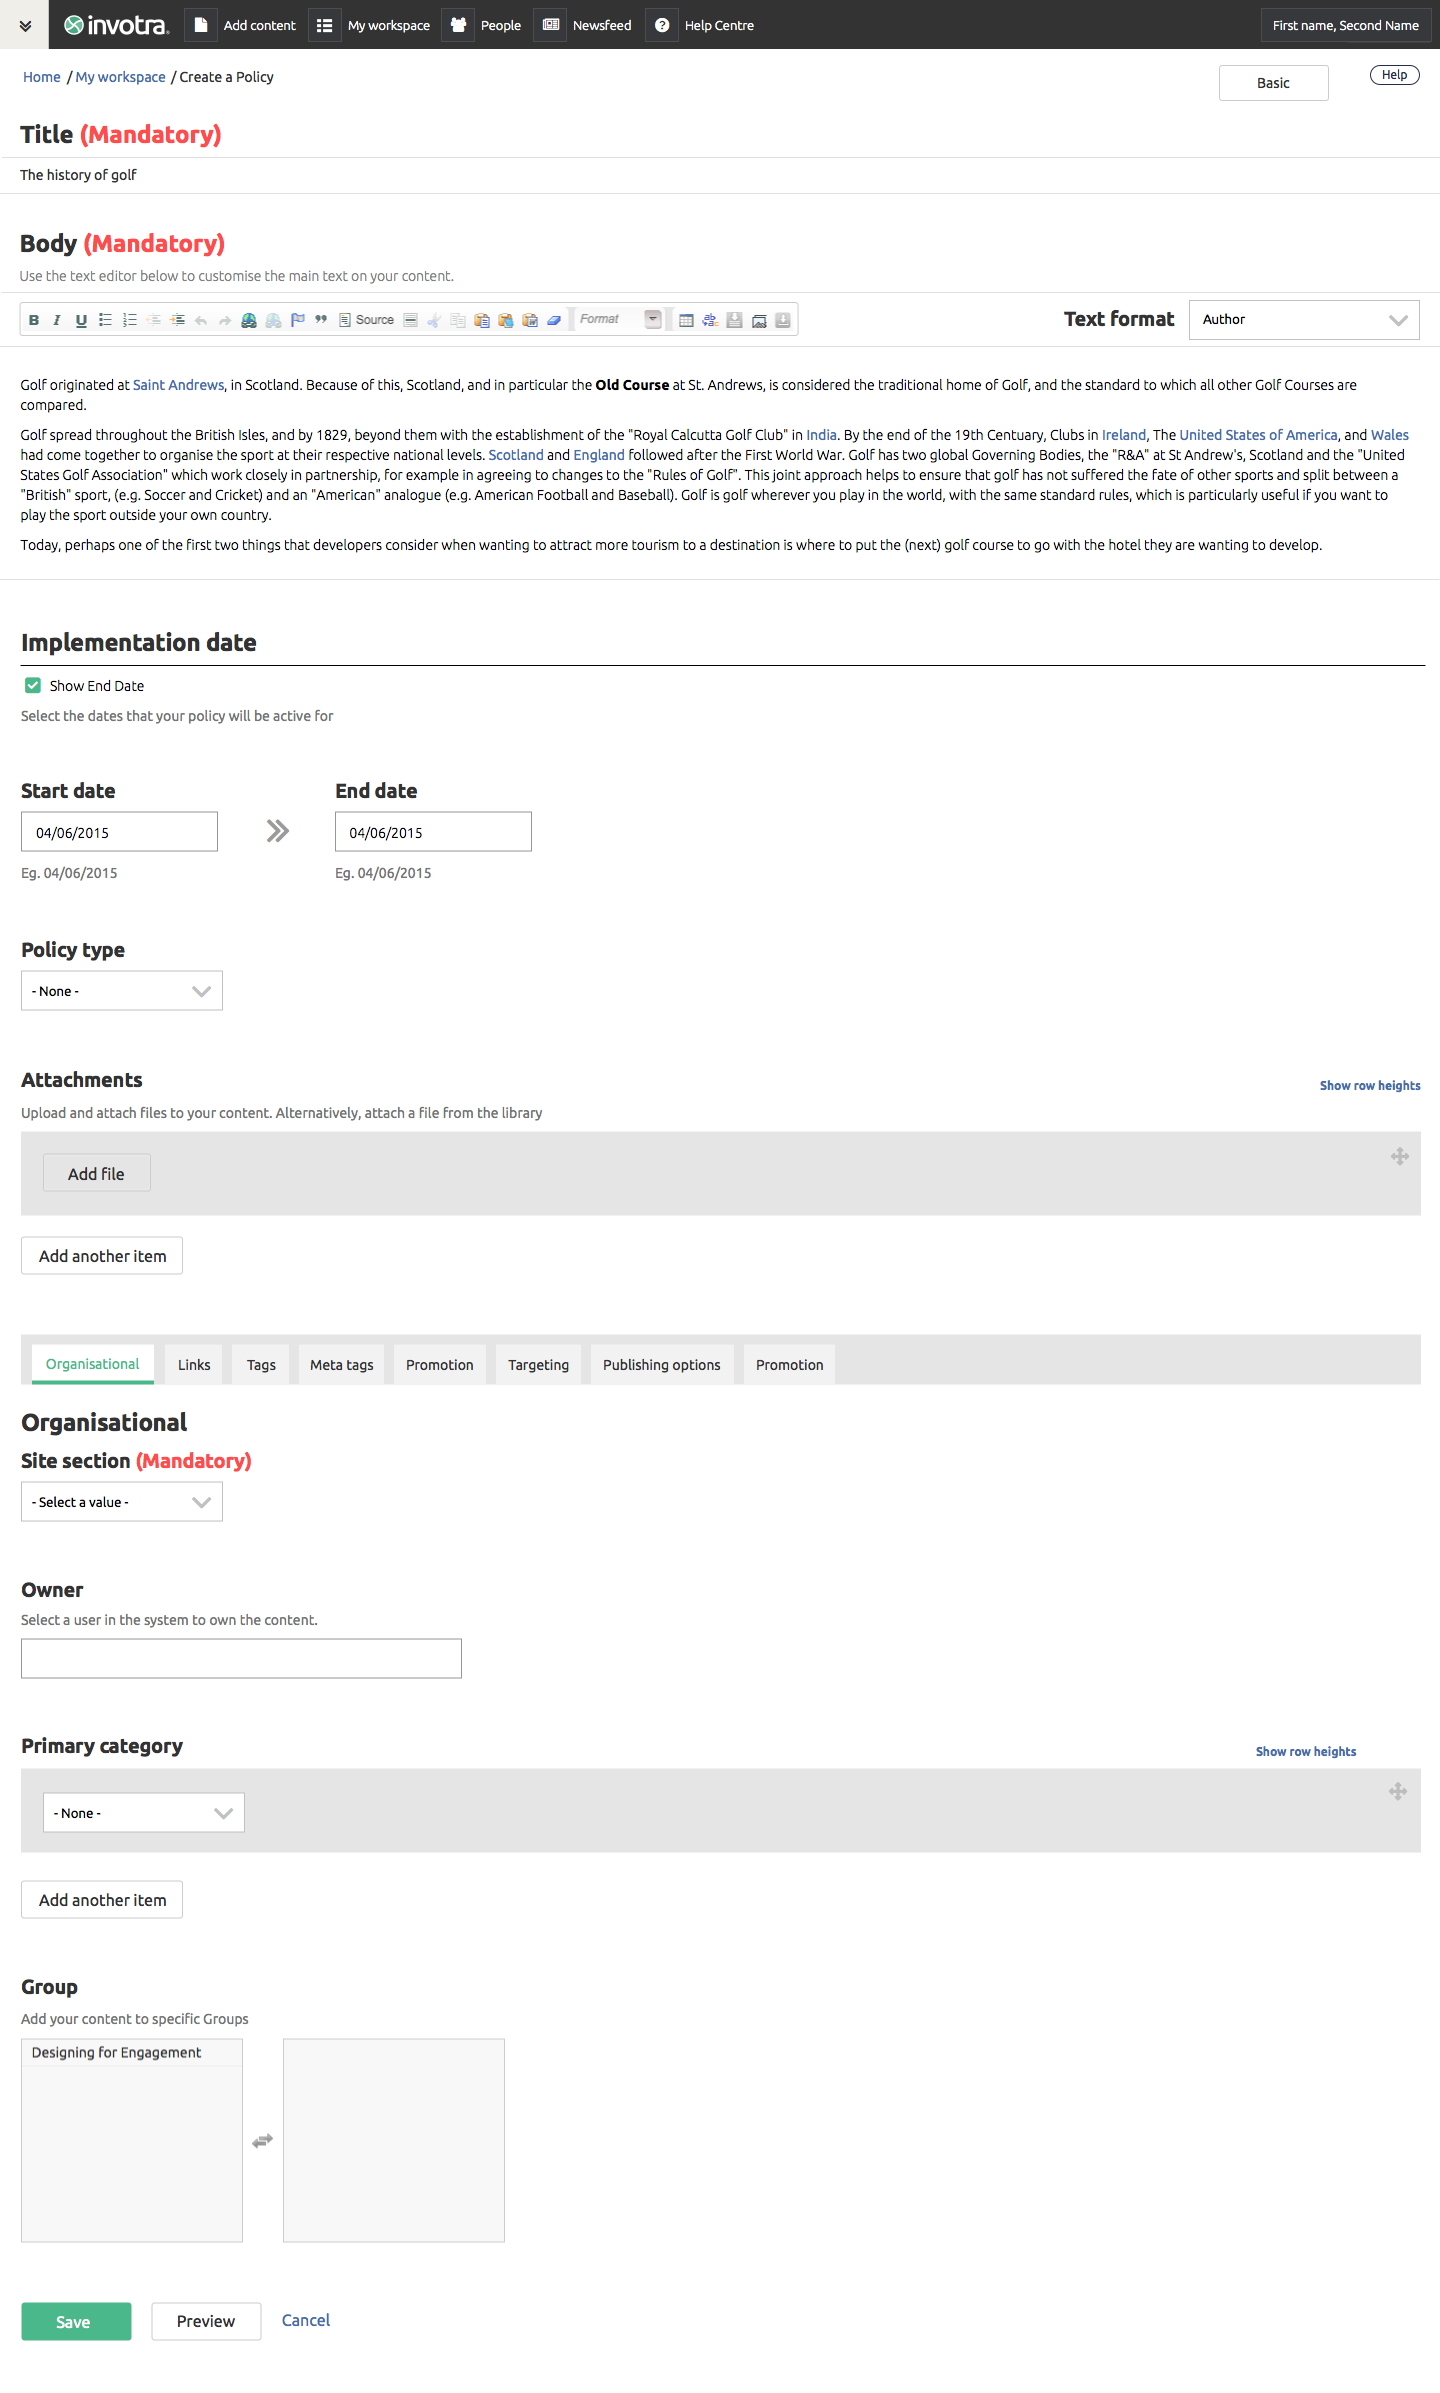 invotra. Add content My workspace People Newsfeed Help Centre First name, Second Name
Home / My workspace / Create a Policy
Basic
Help
Title (Mandatory)
The history of golf
Body (Mandatory)
Use the text editor below to customise the main text on your content.
B I U Source Format
Text format Author
Golf originated at Saint Andrews, in Scotland. Because of this, Scotland, and in particular the Old Course at St. Andrews, is considered the traditional home of Golf, and the standard to which all other Golf Courses are
compared.
Golf spread throughout the British Isles, and by 1829, beyond them with the establishment of the "Royal Calcutta Golf Club" in India. By the end of the 19th Centuary, Clubs in Ireland, The United States of America, and Wales
had come together to organise the sport at their respective national levels. Scotland and England followed after the First World War. Golf has two global Governing Bodies, the "R&A" at St Andrew's, Scotland and the "United
States Golf Association" which work closely in partnership, for example in agreeing to changes to the "Rules of Golf". This joint approach helps to ensure that golf has not suffered the fate of other sports and split between a
"British" sport, (e.g. Soccer and Cricket) and an "American" analogue (e.g. American Football and Baseball). Golf is golf wherever you play in the world, with the same standard rules, which is particularly useful if you want to
play the sport outside your own country.
Today, perhaps one of the first two things that developers consider when wanting to attract more tourism to a destination is where to put the (next) golf course to go with the hotel they are wanting to develop.
Implementation date
Show End Date
Select the dates that your policy will be active for
Start date End date
04/06/2015 04/06/2015
Eg. 04/06/2015 Eg. 04/06/2015
Policy type
- None -
Attachments Show row heights
Upload and attach files to your content. Alternatively, attach a file from the library
Add file
Add another item
Organisational Links Tags Meta tags Promotion Targeting Publishing options Promotion
Organisational
Site section (Mandatory)
- Select a value -
Owner
Select a user in the system to own the content.
Primary category Show row heights
- None -
Add another item
Group
Add your content to specific Groups
Designing for Engagement
Save Preview Cancel